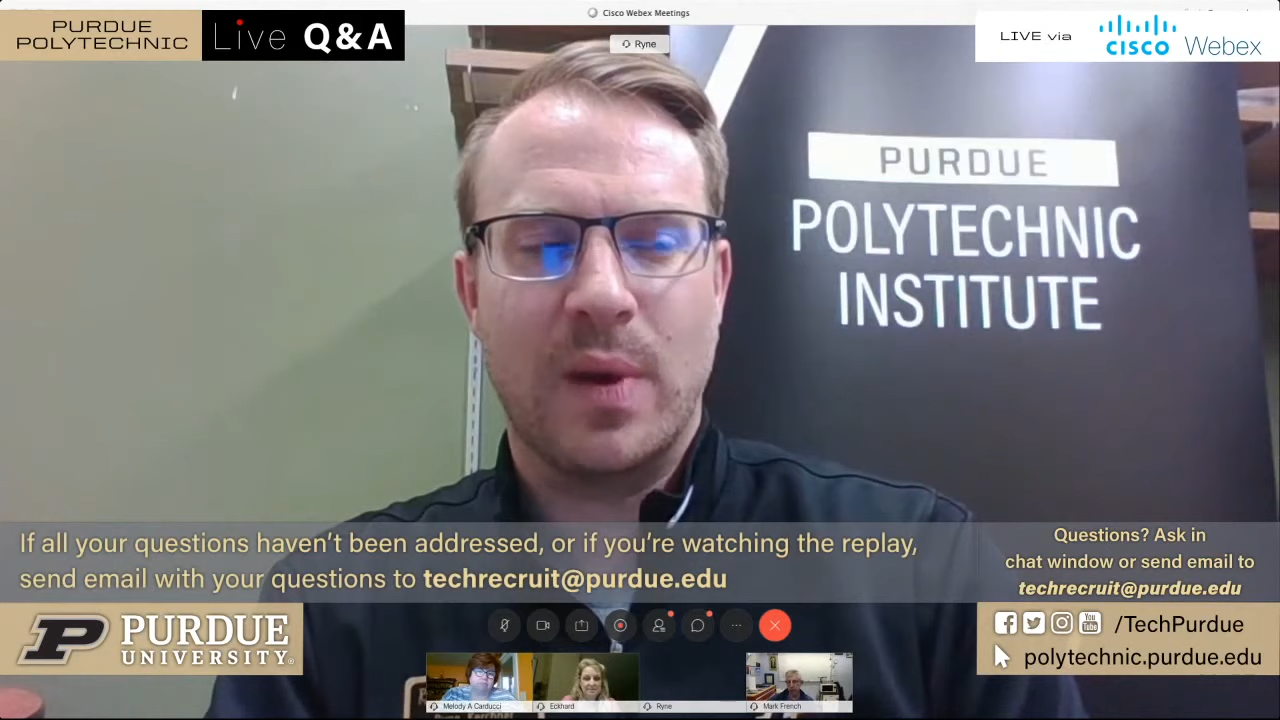 Cisco Webex Meetings
PURDUE
POLYTECHNIC
Live Q&A
LIVE via
CISCO Webex
Ryne
PURDUE
POLYTECHNIC
INSTITUTE
If all your questions haven't been addressed, or if you're watching the replay,
send email with your questions to techrecruit@purdue.edu
Questions? Ask in
chat window or send email to
techrecruit@purdue.edu
P PURDUE
UNIVERSITY®
You
Tube
/TechPurdue
polytechnic.purdue.edu
Melody A Carducci
Eckhard
Ryne
Mark French